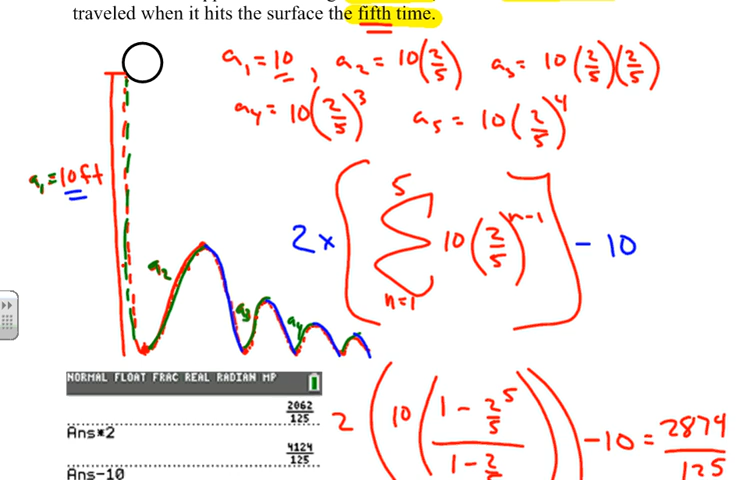 traveled when it hits the surface the fifth time.
a₁ = 10 , a₂ = 10(2/5) a₃ = 10(2/5)(2/5)
a₄ = 10(2/5)³ a₅ = 10(2/5)⁴
a₁ = 10ft
2 × [ 5 Σ n=1 10(2/5)^n-1 ] - 10
a₂
a₃
a₄
NORMAL FLOAT FRAC REAL RADIAN MP
2062/125
Ans*2
4124/125
Ans-10
2 ( 10 ( 1 - 2/5^5 / 1 - 2/5 ) ) - 10 = 2874/125